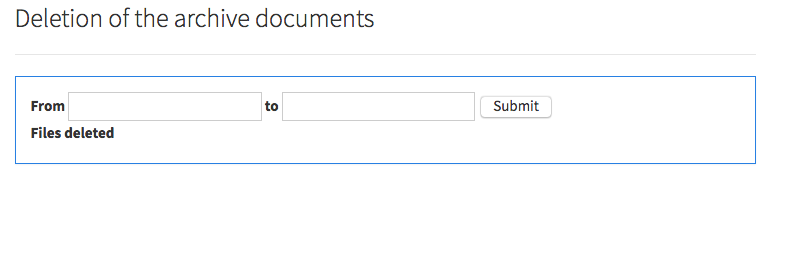 Deletion of the archive documents
From to Submit
Files deleted